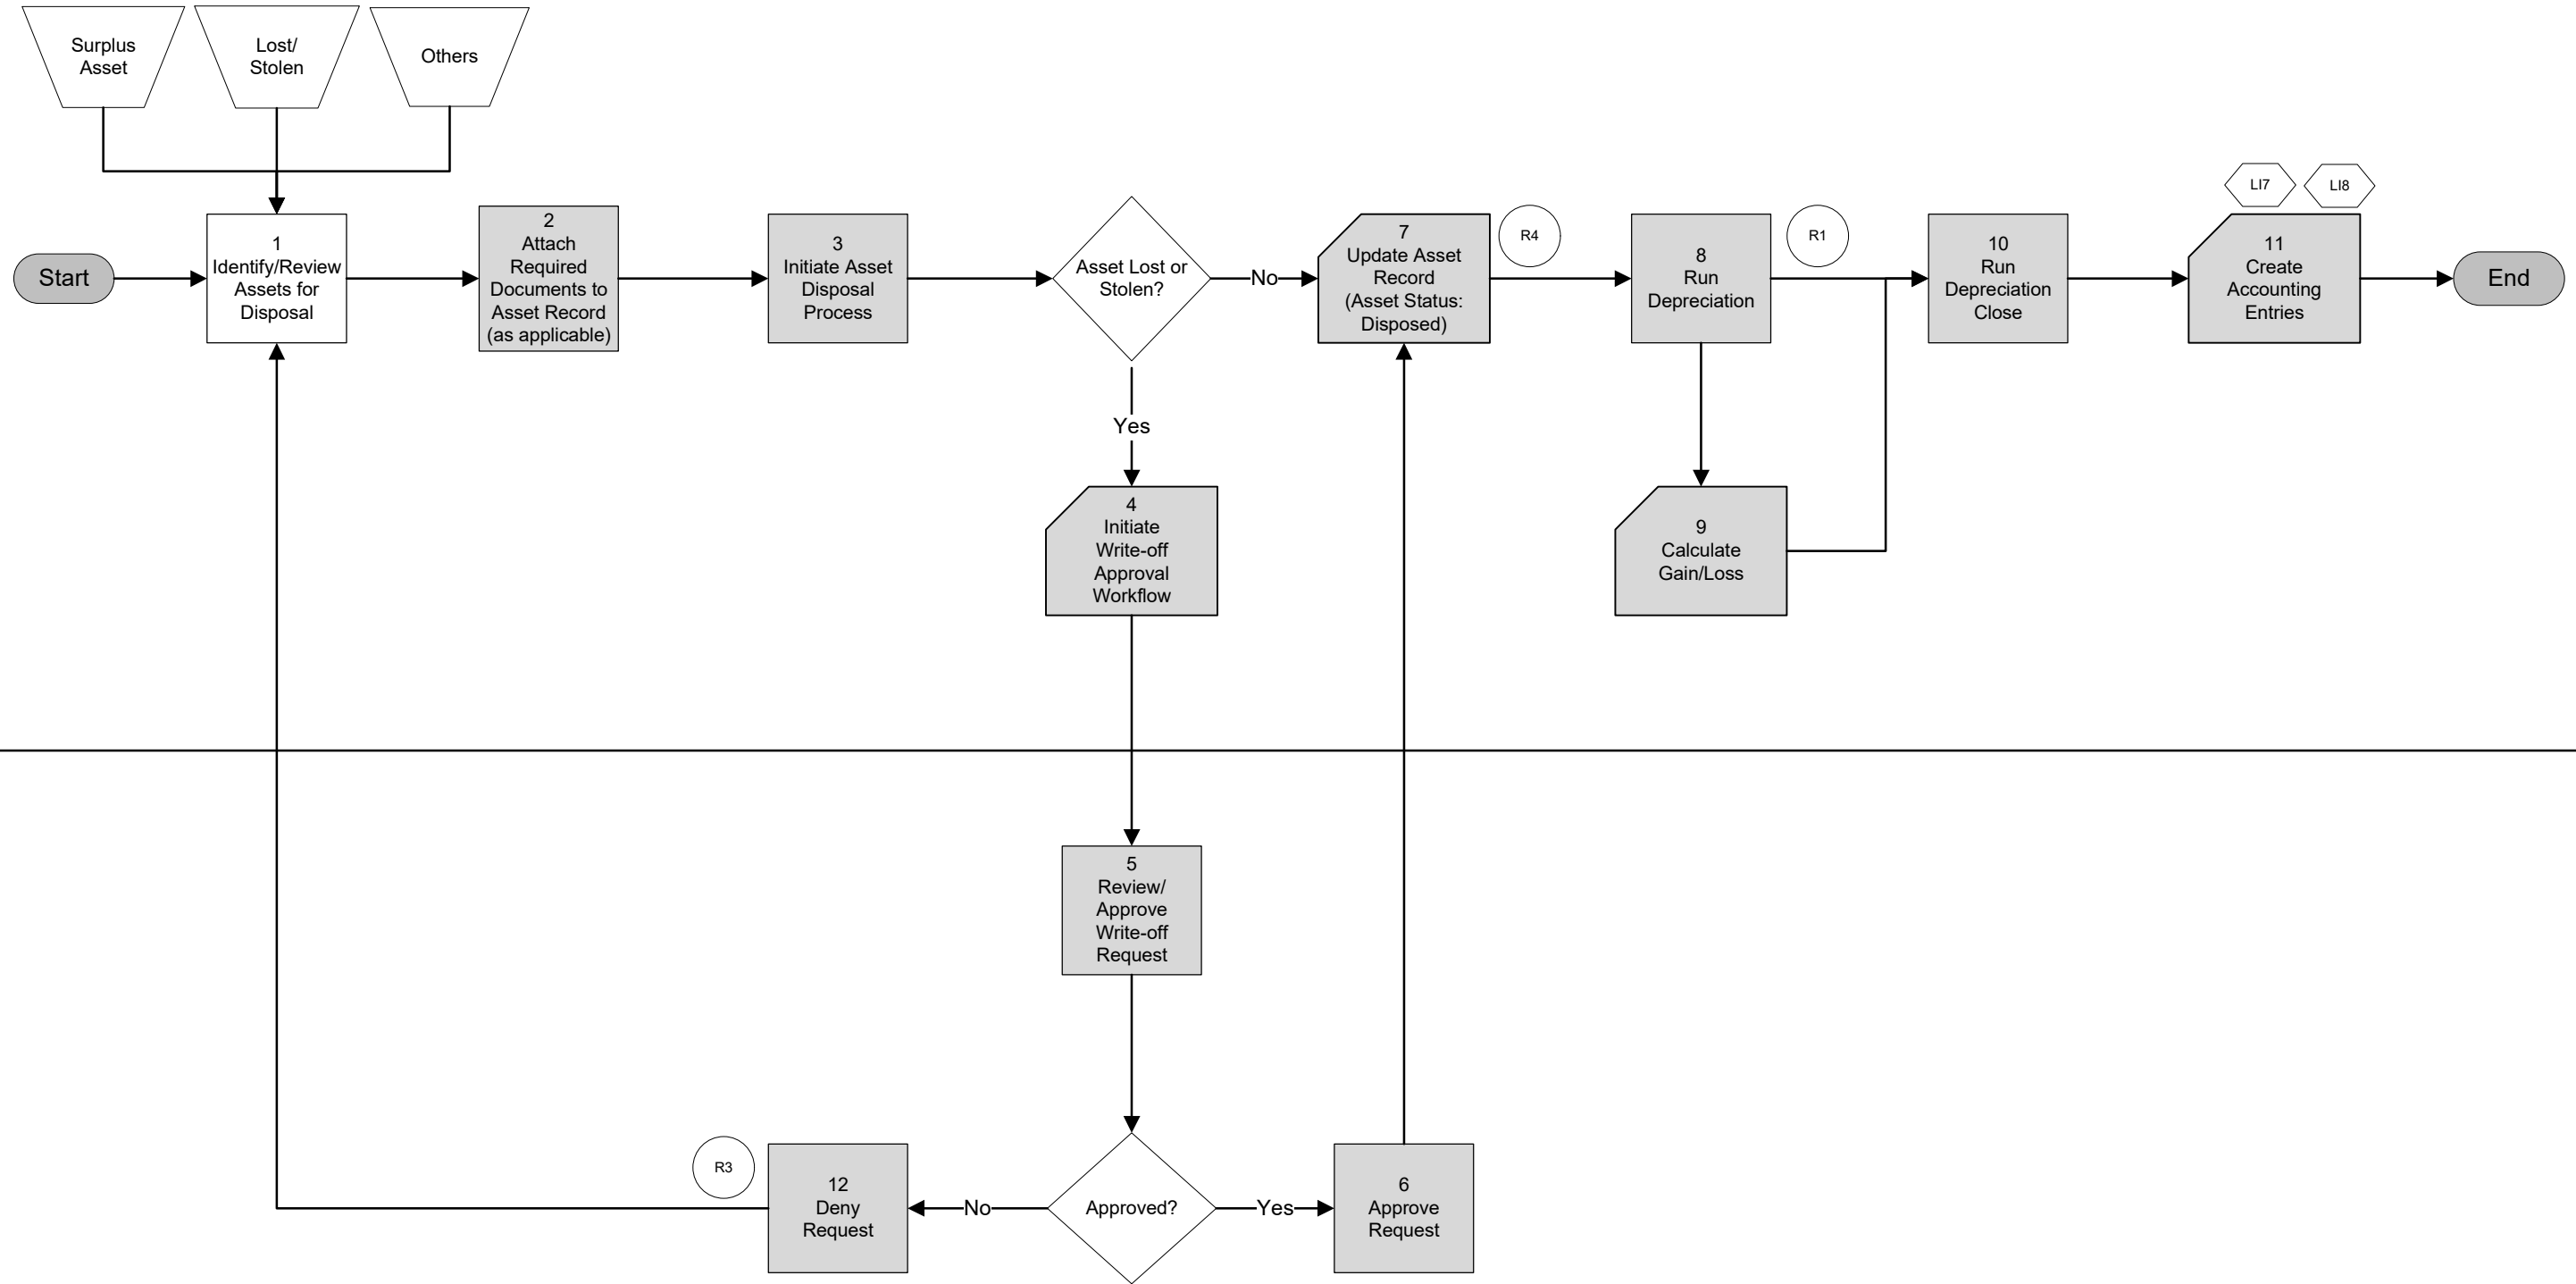 Surplus
Asset
Lost/
Stolen
Others
Start
1
Identify/Review
Assets for
Disposal
2
Attach
Required
Documents to
Asset Record
(as applicable)
3
Initiate Asset
Disposal
Process
Asset Lost or
Stolen?
No
7
Update Asset
Record
(Asset Status:
Disposed)
R4
8
Run
Depreciation
R1
10
Run
Depreciation
Close
LI7
LI8
11
Create
Accounting
Entries
End
Yes
4
Initiate
Write-off
Approval
Workflow
9
Calculate
Gain/Loss
5
Review/
Approve
Write-off
Request
R3
12
Deny
Request
No
Approved?
Yes
6
Approve
Request